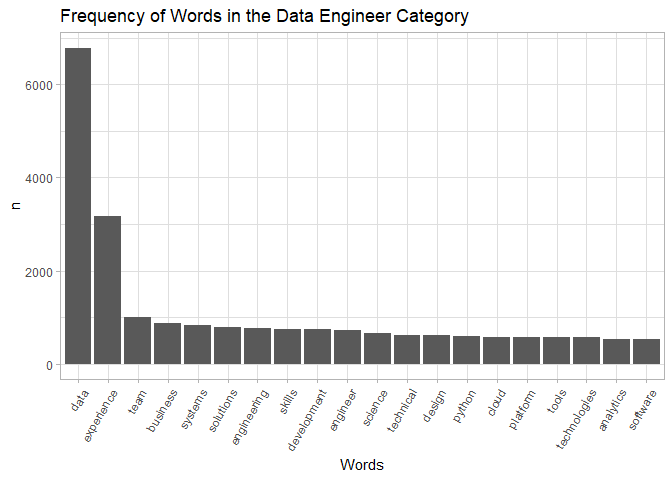 Frequency of Words in the Data Engineer Category
6000
4000
2000
0
n
data
experience
team
business
systems
solutions
engineering
skills
development
engineer
science
technical
design
python
cloud
platform
tools
technologies
analytics
software
Words